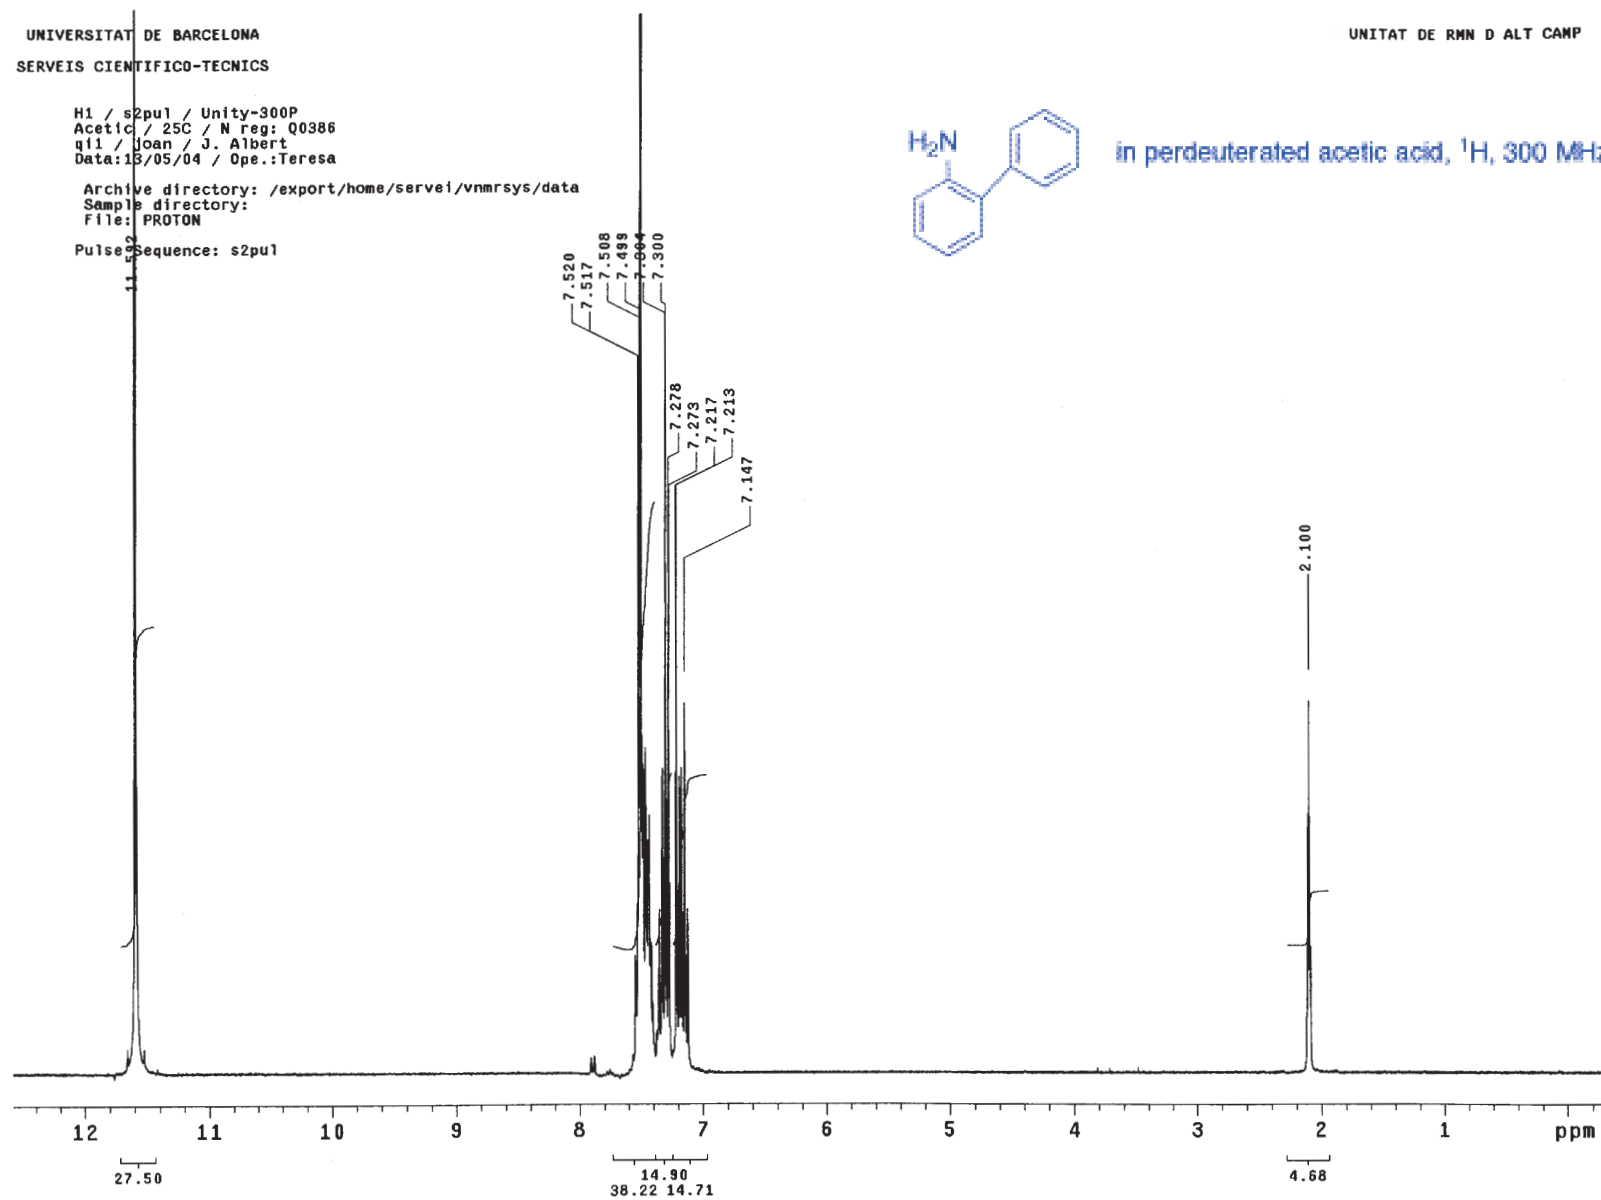 UNIVERSITAT DE BARCELONA
UNITAT DE RMN D ALT CAMP
SERVEIS CIENTIFICO-TECNICS
H1 / s2pul / Unity-300P
Acetic / 25C / N reg: Q0386
qi1 / joan / J. Albert
Data:13/05/04 / Ope.:Teresa
Archive directory: /export/home/servei/vnmrsys/data
Sample directory:
File: PROTON
Pulse Sequence: s2pul
H₂N
in perdeuterated acetic acid, ¹H, 300 MHz
11.592
7.520
7.517
7.508
7.499
7.304
7.300
7.278
7.273
7.217
7.213
7.147
2.100
12 11 10 9 8 7 6 5 4 3 2 1 ppm
27.50
14.90
38.22 14.71
4.68